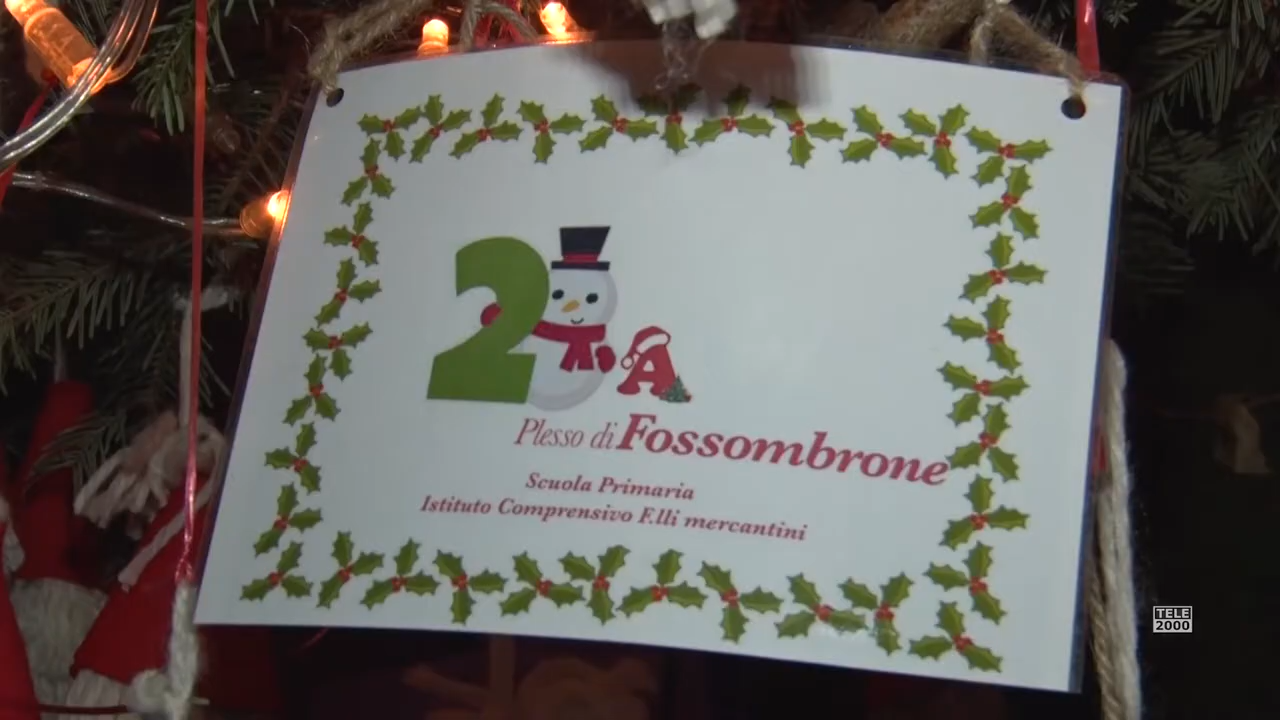 2A
Plesso di Fossombrone
Scuola Primaria
Istituto Comprensivo F.lli mercantini
TELE
2000